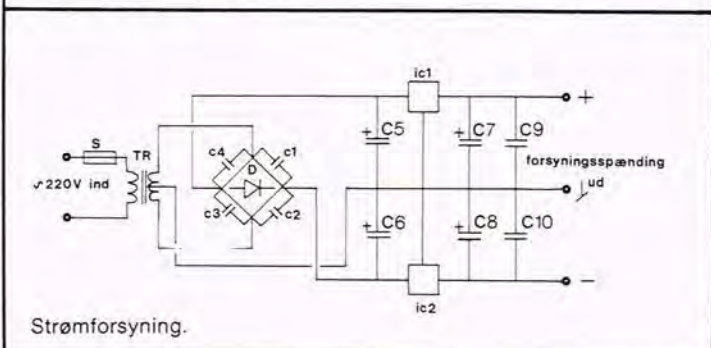 ic1
+
S
TR
c4
c1
D
c3
c2
+ C5
+ C7
C9
∿220V ind
forsyningsspænding
ud
+ C6
+ C8
C10
−
ic2
Strømforsyning.